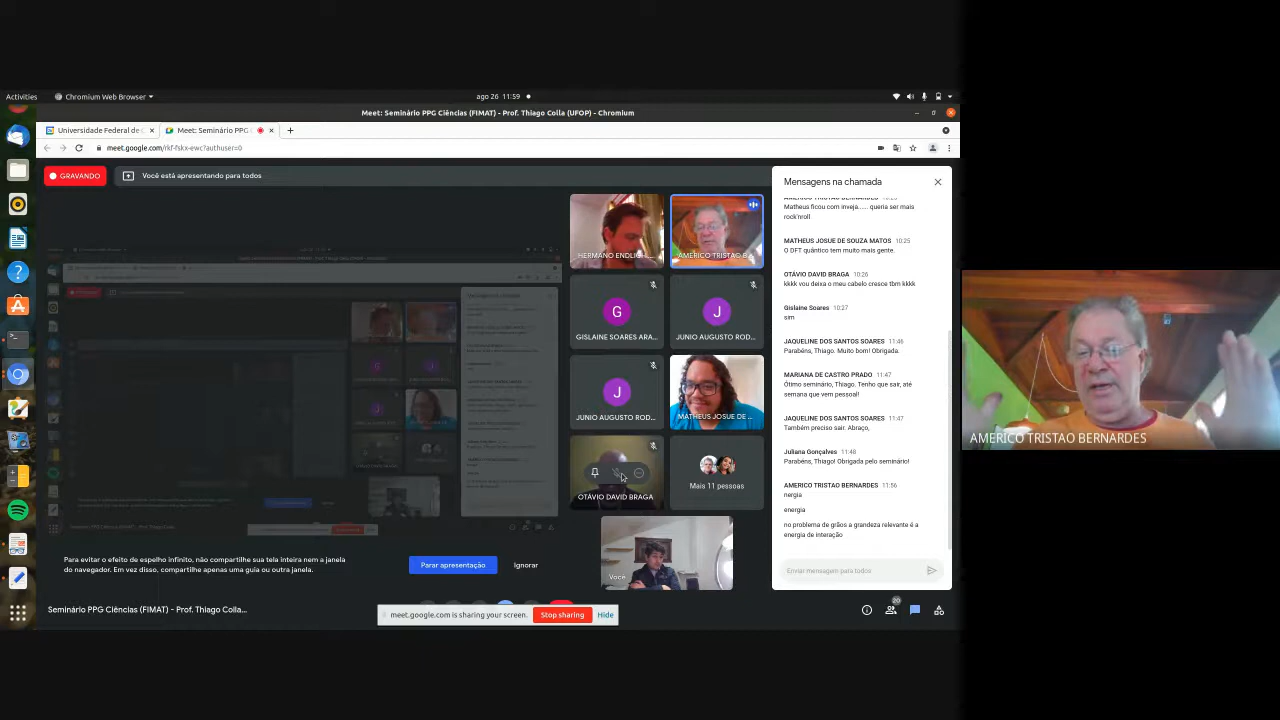 Activities
Chromium Web Browser
ago 26 11:59
Meet: Seminário PPG Ciências (FIMAT) - Prof. Thiago Colla (UFOP) - Chromium
Universidade Federal de
Meet: Seminário PPG
meet.google.com/rkf-fskx-ewc?authuser=0
GRAVANDO
Você está apresentando para todos
HERMANO ENDLICH...
AMERICO TRISTAO B...
G
GISLAINE SOARES ARA...
J
JUNIO AUGUSTO ROD...
J
JUNIO AUGUSTO ROD...
MATHEUS JOSUE DE ...
OTÁVIO DAVID BRAGA
Mais 11 pessoas
Você
Para evitar o efeito de espelho infinito, não compartilhe sua tela inteira nem a janela
do navegador. Em vez disso, compartilhe apenas uma guia ou outra janela.
Parar apresentação
Ignorar
Seminário PPG Ciências (FIMAT) - Prof. Thiago Colla...
meet.google.com is sharing your screen.
Stop sharing
Hide
20
Mensagens na chamada
AMERICO TRISTAO BERNARDES 10:25
Matheus ficou com inveja..... queria ser mais
rock'nroll
MATHEUS JOSUE DE SOUZA MATOS 10:25
O DFT quântico tem muito mais gente.
OTÁVIO DAVID BRAGA 10:26
kkkk vou deixa o meu cabelo cresce tbm kkkk
Gislaine Soares 10:27
sim
JAQUELINE DOS SANTOS SOARES 11:46
Parabéns, Thiago. Muito bom! Obrigada.
MARIANA DE CASTRO PRADO 11:47
Ótimo seminário, Thiago. Tenho que sair, até
semana que vem pessoal!
JAQUELINE DOS SANTOS SOARES 11:47
Também preciso sair. Abraço,
Juliana Gonçalves 11:48
Parabéns, Thiago! Obrigada pelo seminário!
AMERICO TRISTAO BERNARDES 11:56
nergia
energia
no problema de grãos a grandeza relevante é a
energia de interação
Enviar mensagem para todos
AMERICO TRISTAO BERNARDES